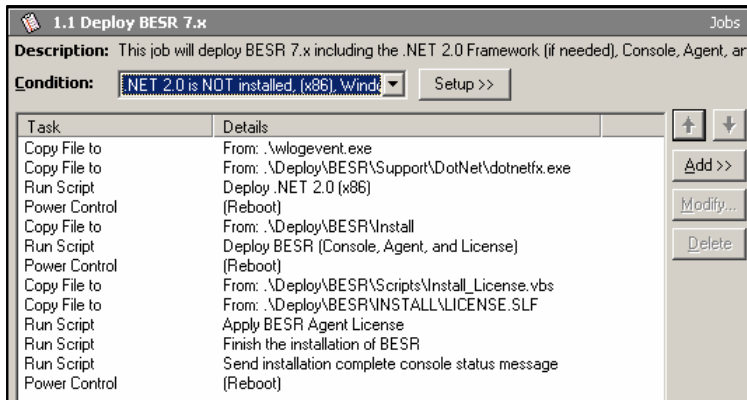 1.1 Deploy BESR 7.x Jobs
Description: This job will deploy BESR 7.x including the .NET 2.0 Framework (if needed), Console, Agent,
Condition: .NET 2.0 is NOT installed, (x86), Setup >>
Task Details
Copy File to From: .\wlogevent.exe
Copy File to From: .\Deploy\BESR\Support\DotNet\dotnetfx.exe
Add >>
Run Script Deploy .NET 2.0 (x86)
Power Control (Reboot)
Modify...
Copy File to From: .\Deploy\BESR\Install
Run Script Deploy BESR (Console, Agent, and License)
Delete
Power Control (Reboot)
Copy File to From: .\Deploy\BESR\Scripts\Install_License.vbs
Copy File to From: .\Deploy\BESR\INSTALL\LICENSE.SLF
Run Script Apply BESR Agent License
Run Script Finish the installation of BESR
Run Script Send installation complete console status message
Power Control (Reboot)